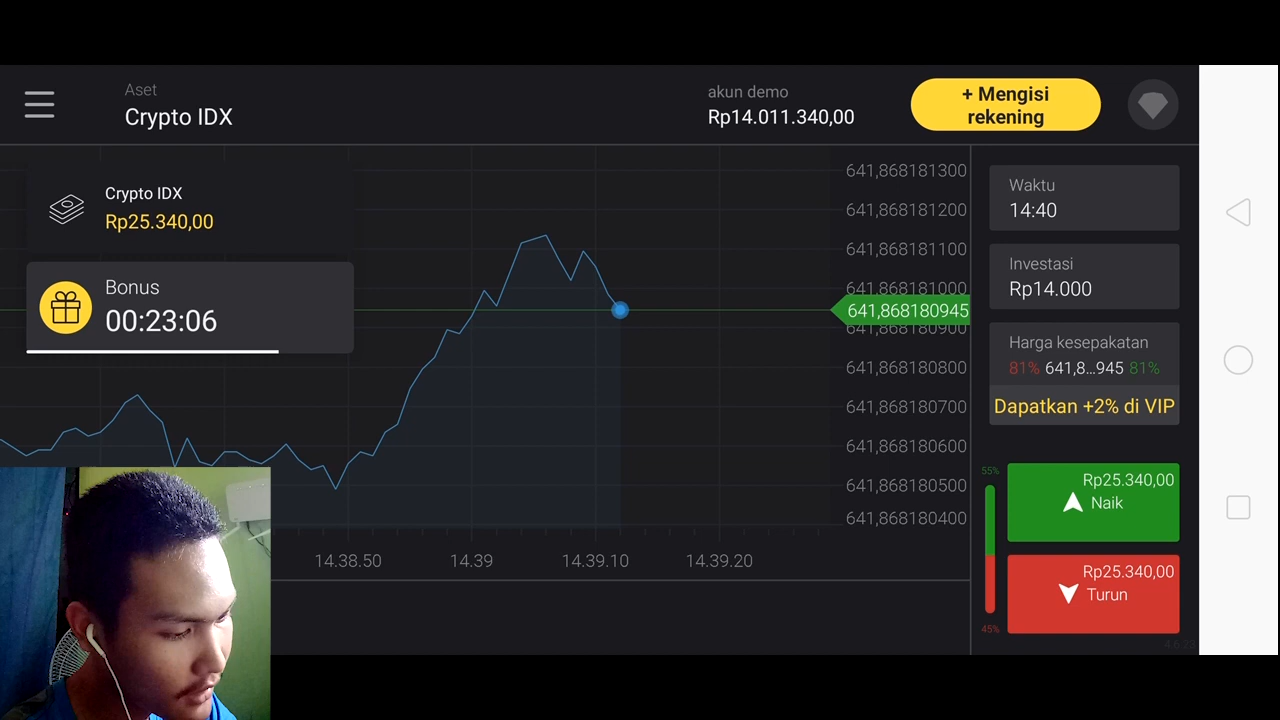 Aset
Crypto IDX
akun demo
Rp14.011.340,00
+ Mengisi
rekening
Crypto IDX
Rp25.340,00
Bonus
00:23:06
641,868181300
641,868181200
641,868181100
641,868181000
641,868180945
641,868180900
641,868180800
641,868180700
641,868180600
641,868180500
641,868180400
14.38.50
14.39
14.39.10
14.39.20
Waktu
14:40
Investasi
Rp14.000
Harga kesepakatan
81% 641,8...945 81%
Dapatkan +2% di VIP
55%
Rp25.340,00
Naik
Rp25.340,00
Turun
45%